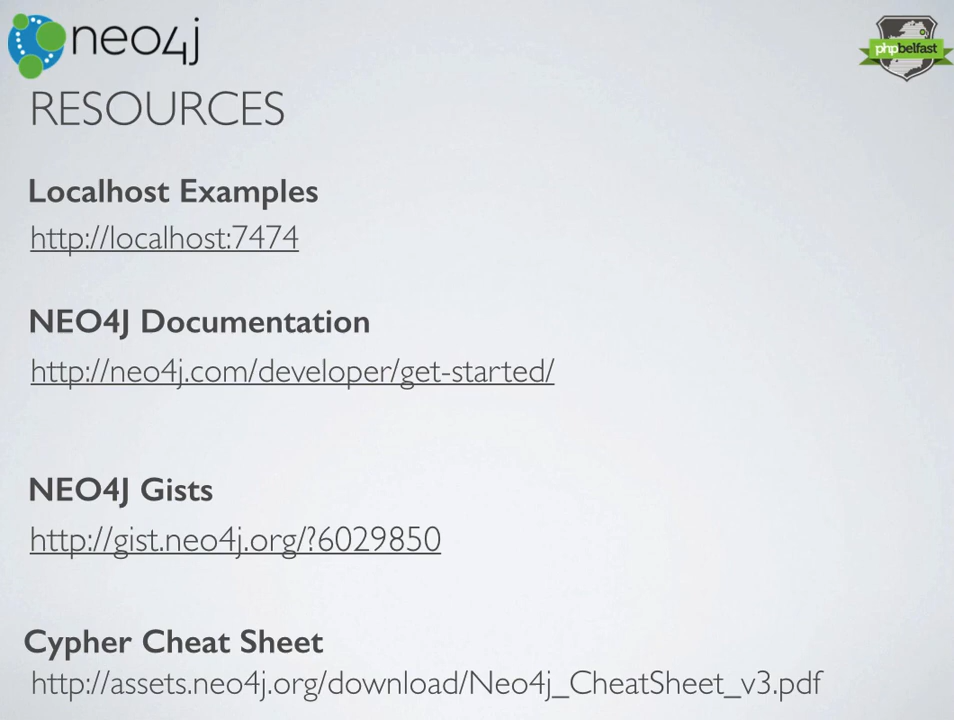 neo4j
phpbelfast
RESOURCES
Localhost Examples
http://localhost:7474
NEO4J Documentation
http://neo4j.com/developer/get-started/
NEO4J Gists
http://gist.neo4j.org/?6029850
Cypher Cheat Sheet
http://assets.neo4j.org/download/Neo4j_CheatSheet_v3.pdf